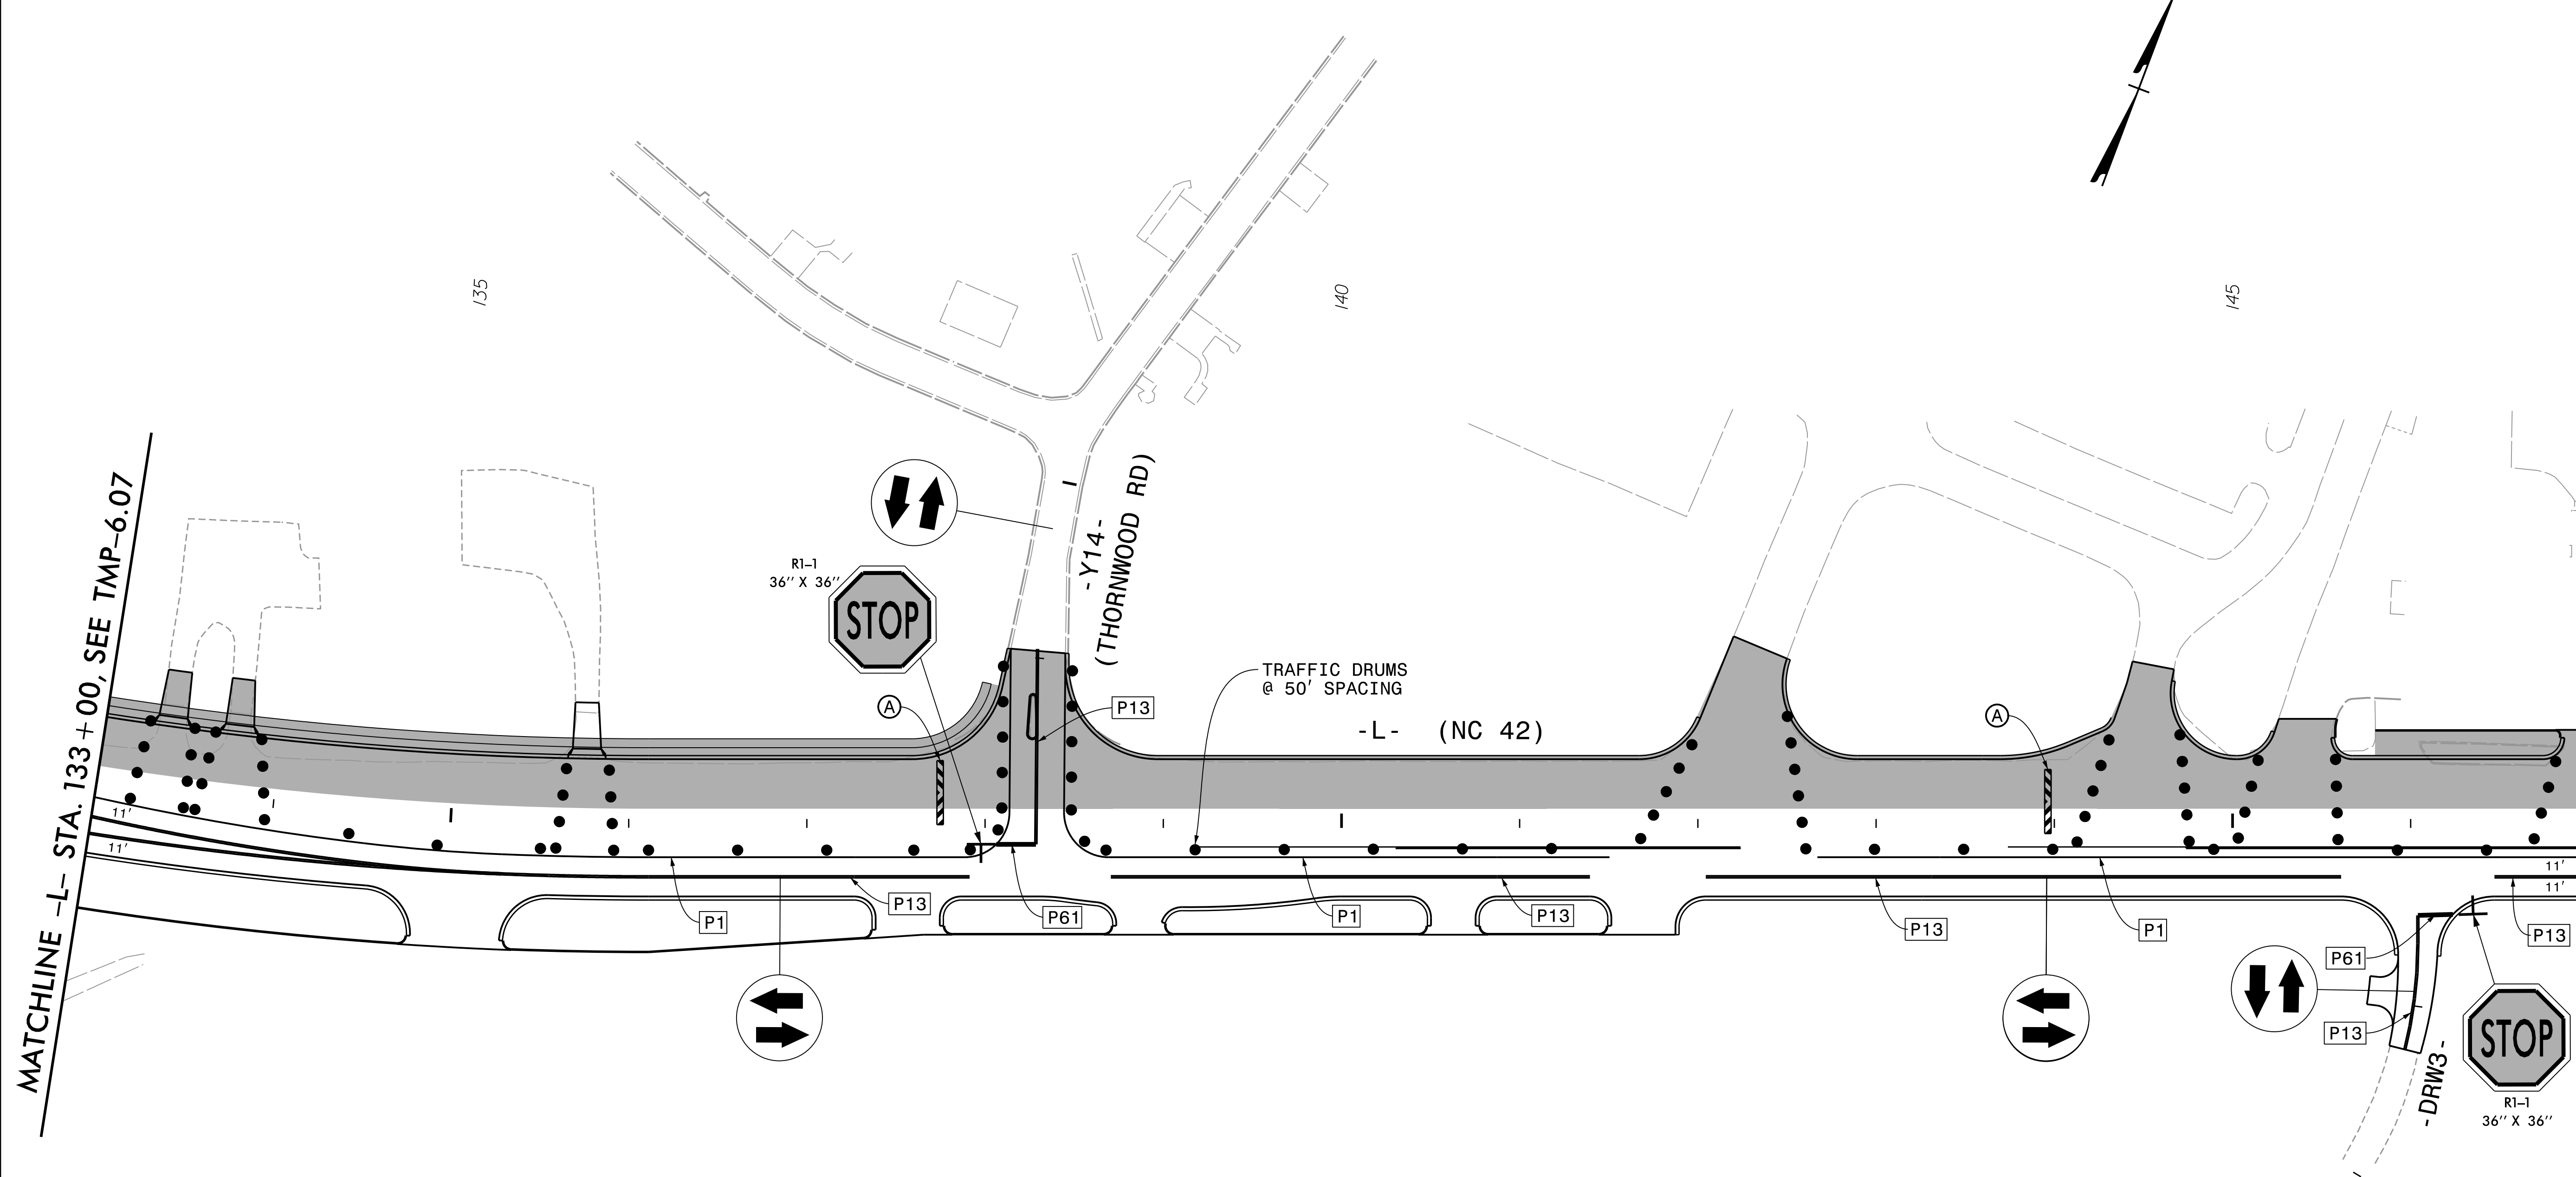 135
140
145
MATCHLINE -L- STA. 133+00, SEE TMP-6.07
R1-1
36" X 36"
STOP
-Y14-
(THORNWOOD RD)
A
P13
TRAFFIC DRUMS
@ 50' SPACING
-L- (NC 42)
A
11'
11'
P1
P13
P61
P1
P13
P13
P1
11'
11'
P61
P13
P13
-DRW3-
STOP
R1-1
36" X 36"